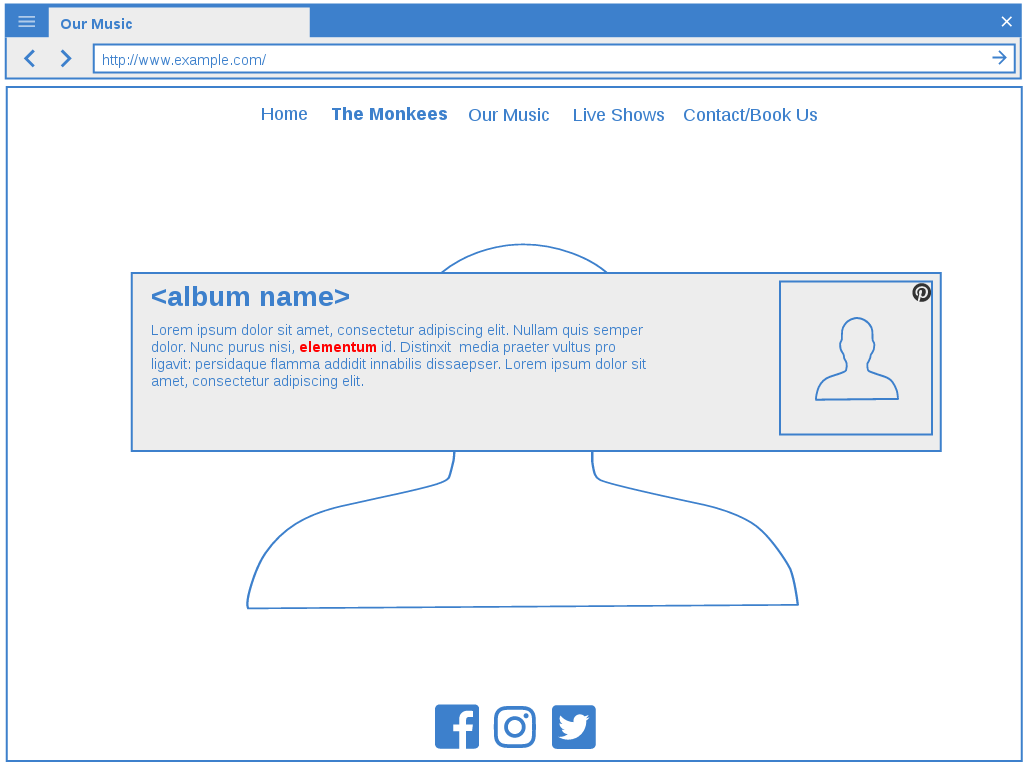 Our Music
http://www.example.com/
Home The Monkees Our Music Live Shows Contact/Book Us
<album name>
Lorem ipsum dolor sit amet, consectetur adipiscing elit. Nullam quis semper
dolor. Nunc purus nisi, elementum id. Distinxit  media praeter vultus pro
ligavit: persidaque flamma addidit innabilis dissaepser. Lorem ipsum dolor sit
amet, consectetur adipiscing elit.